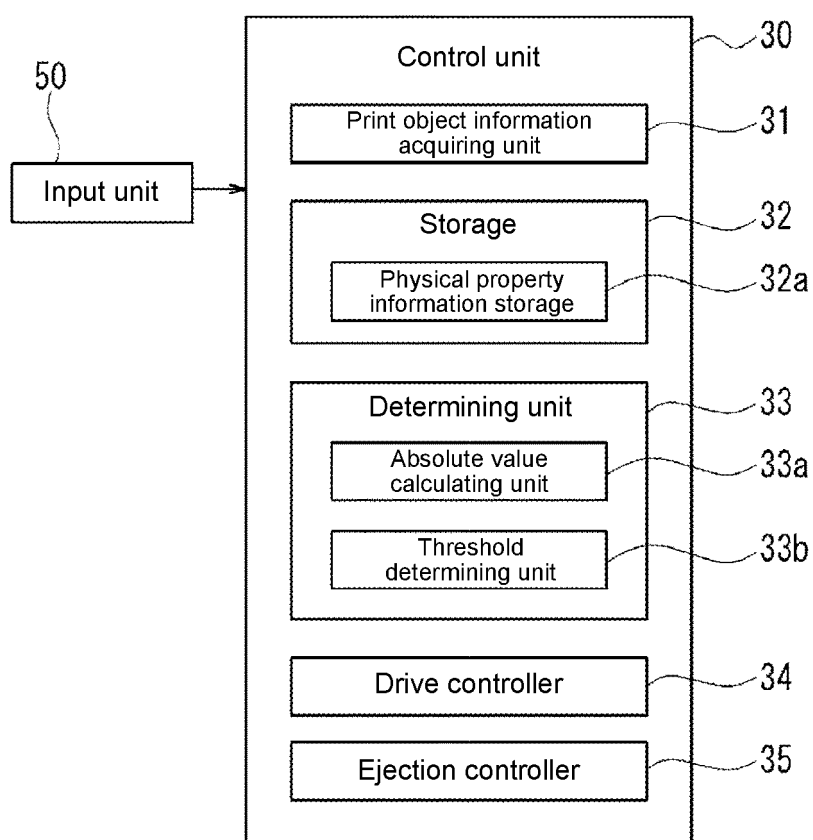 30
Control unit
50
Print object information
acquiring unit
31
Input unit
Storage
32
Physical property
information storage
32a
Determining unit
33
Absolute value
calculating unit
33a
Threshold
determining unit
33b
Drive controller
34
Ejection controller
35